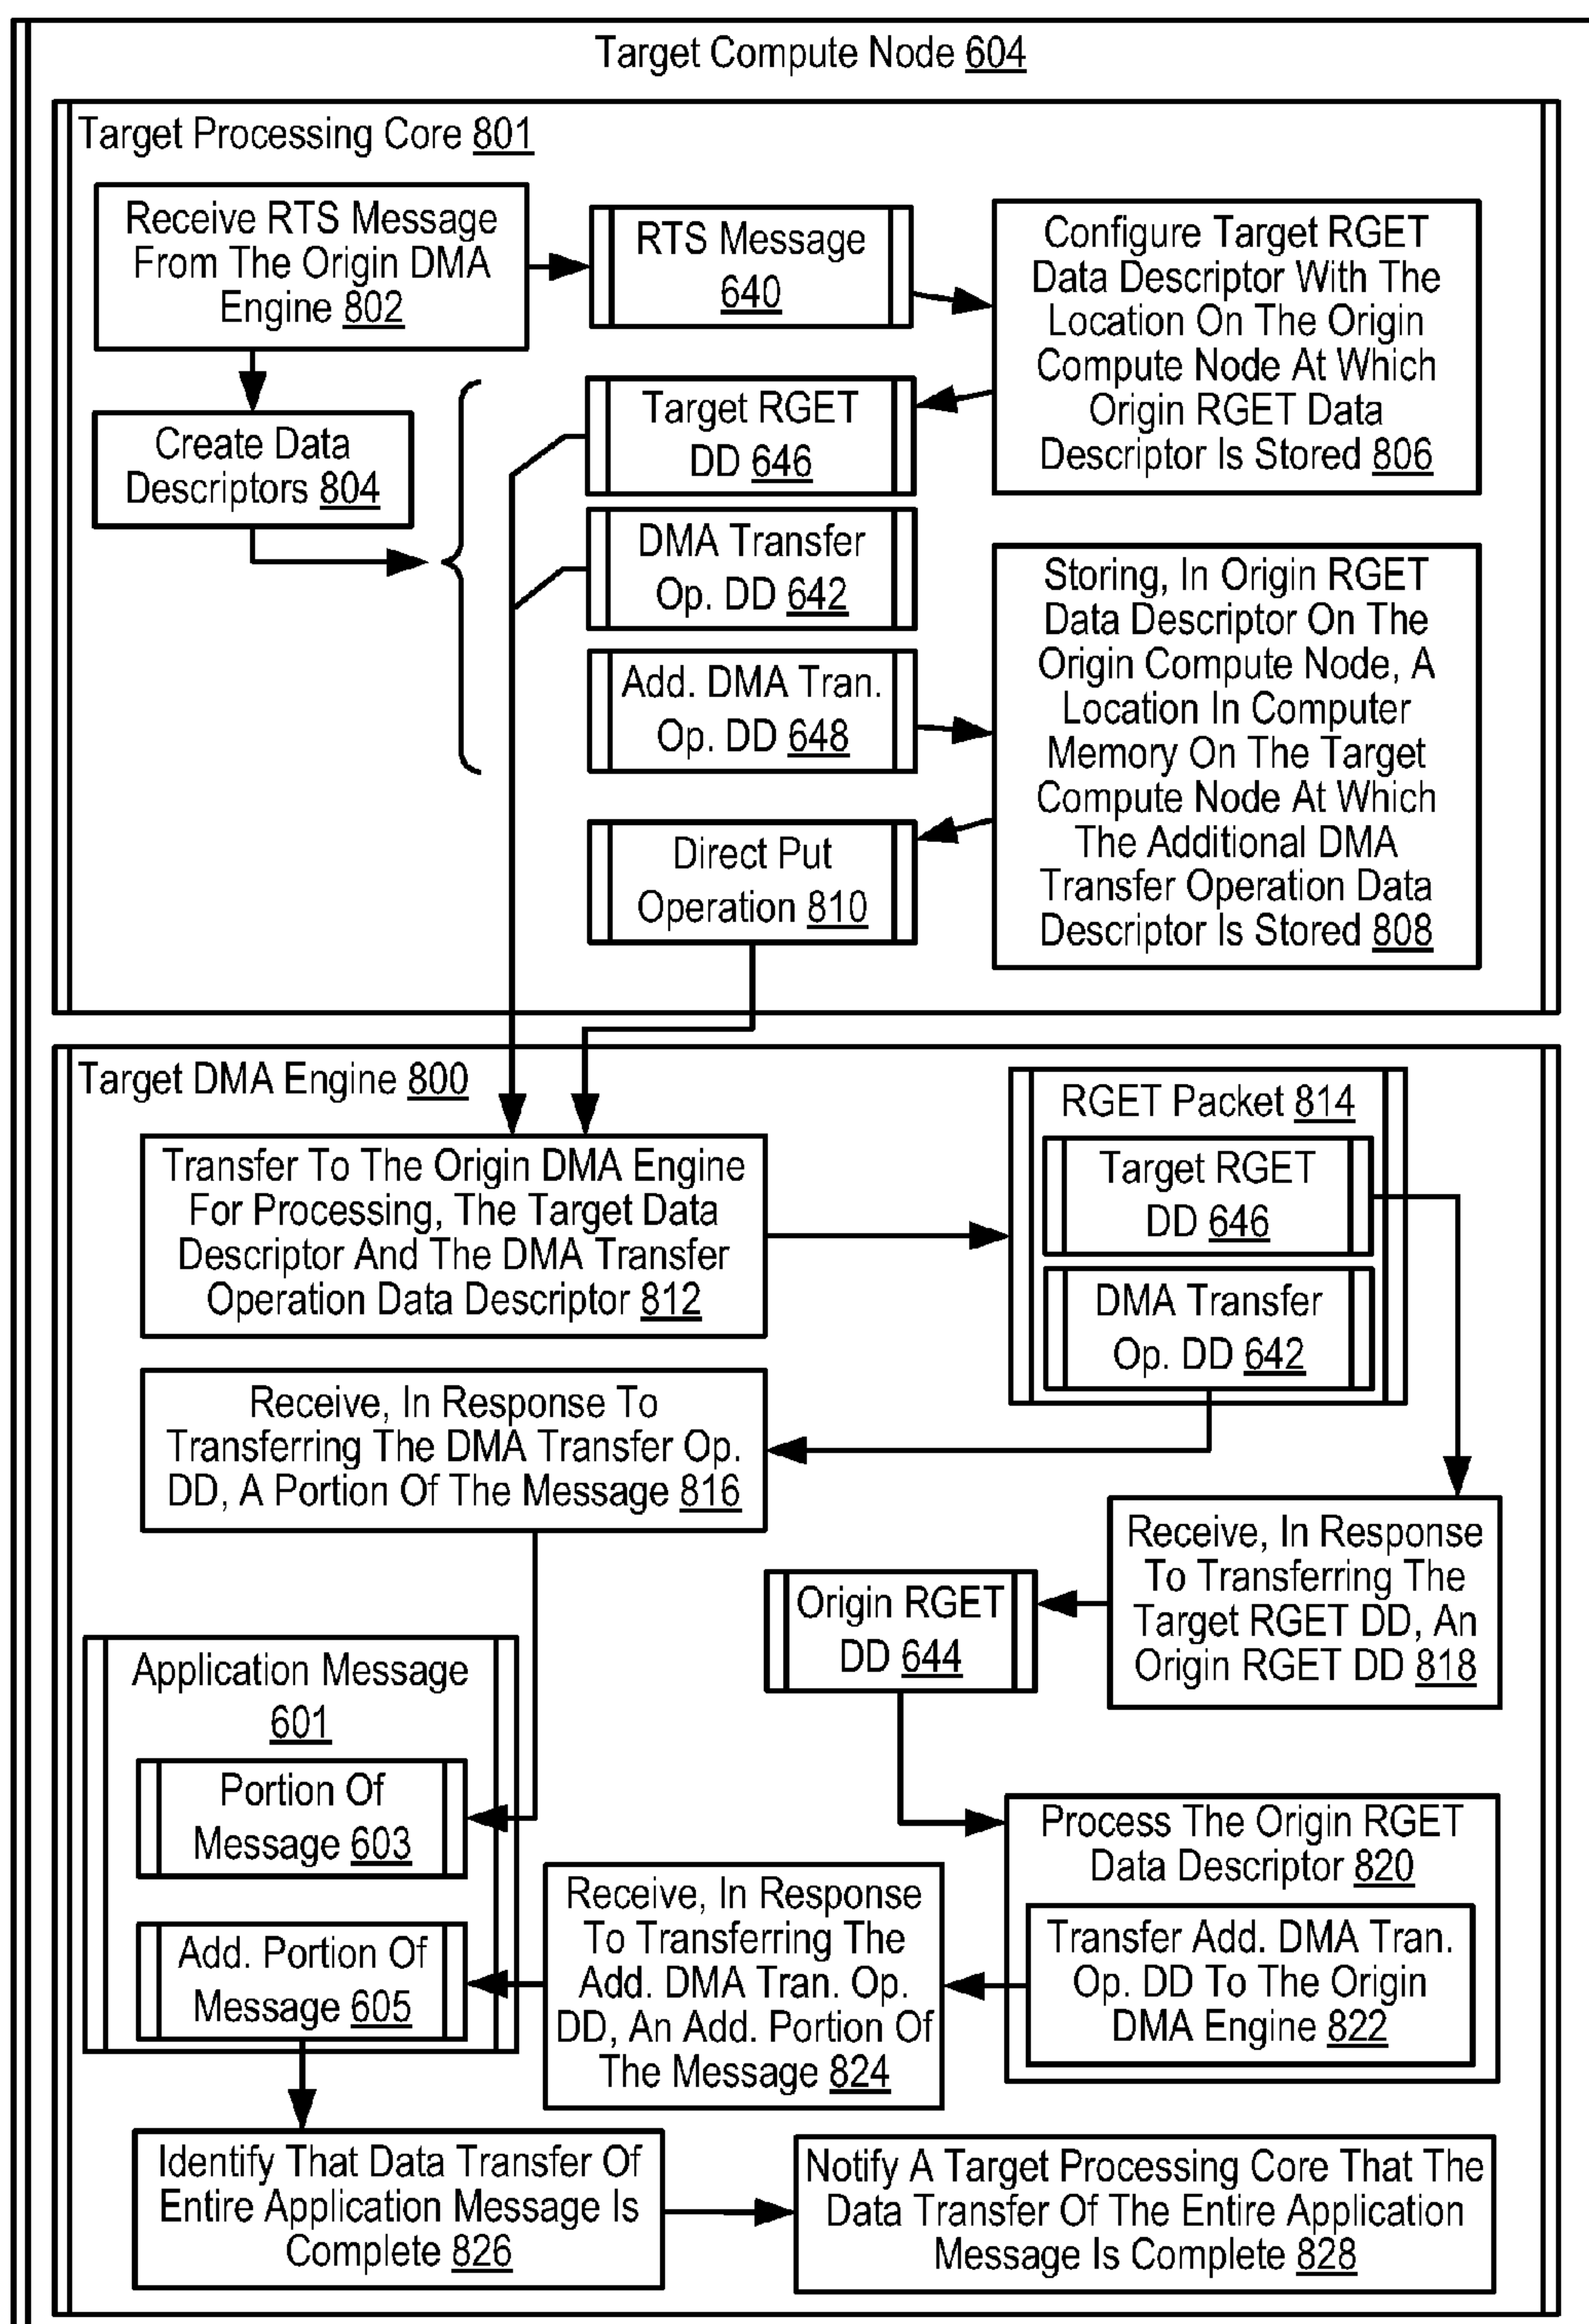 Target Compute Node 604
Target Processing Core 801
Receive RTS Message
From The Origin DMA
Engine 802
RTS Message
640
Configure Target RGET
Data Descriptor With The
Location On The Origin
Compute Node At Which
Origin RGET Data
Descriptor Is Stored 806
Create Data
Descriptors 804
Target RGET
DD 646
DMA Transfer
Op. DD 642
Add. DMA Tran.
Op. DD 648
Storing, In Origin RGET
Data Descriptor On The
Origin Compute Node, A
Location In Computer
Memory On The Target
Compute Node At Which
The Additional DMA
Transfer Operation Data
Descriptor Is Stored 808
Direct Put
Operation 810
Target DMA Engine 800
Transfer To The Origin DMA Engine
For Processing, The Target Data
Descriptor And The DMA Transfer
Operation Data Descriptor 812
RGET Packet 814
Target RGET
DD 646
DMA Transfer
Op. DD 642
Receive, In Response To
Transferring The DMA Transfer Op.
DD, A Portion Of The Message 816
Receive, In Response
To Transferring The
Target RGET DD, An
Origin RGET DD 818
Origin RGET
DD 644
Application Message
601
Portion Of
Message 603
Add. Portion Of
Message 605
Process The Origin RGET
Data Descriptor 820
Transfer Add. DMA Tran.
Op. DD To The Origin
DMA Engine 822
Receive, In Response
To Transferring The
Add. DMA Tran. Op.
DD, An Add. Portion Of
The Message 824
Identify That Data Transfer Of
Entire Application Message Is
Complete 826
Notify A Target Processing Core That The
Data Transfer Of The Entire Application
Message Is Complete 828